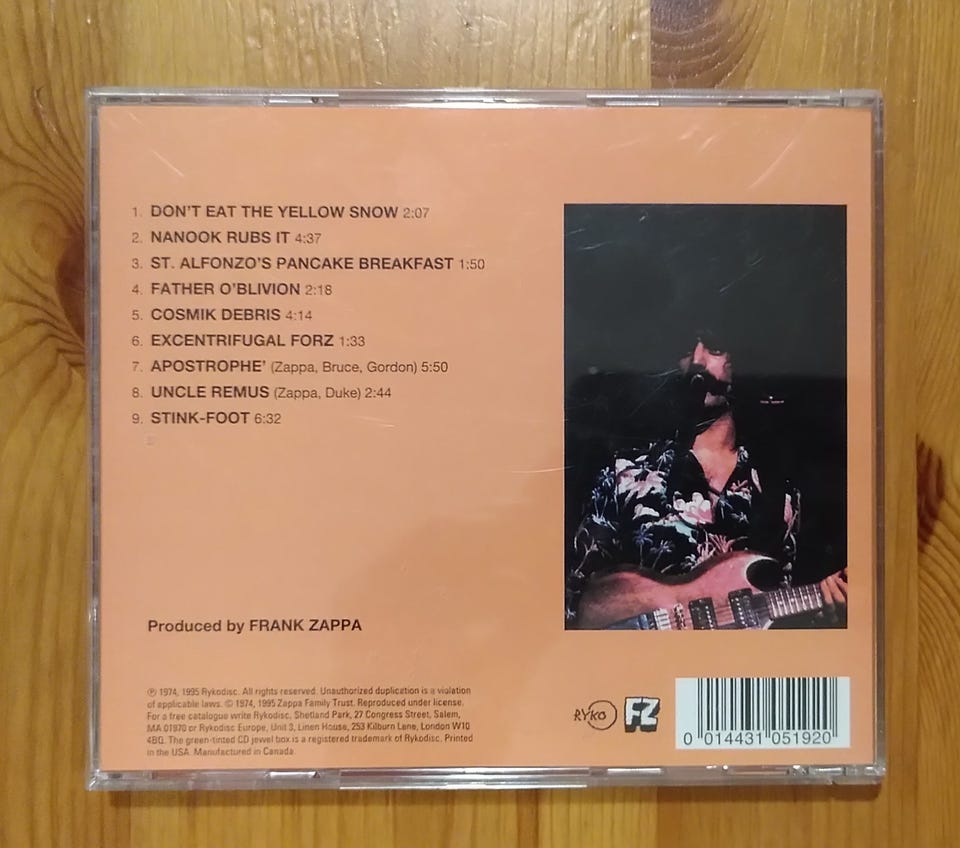 1. DON'T EAT THE YELLOW SNOW 2:07
2. NANOOK RUBS IT 4:37
3. ST. ALFONZO'S PANCAKE BREAKFAST 1:50
4. FATHER O'BLIVION 2:18
5. COSMIK DEBRIS 4:14
6. EXCENTRIFUGAL FORZ 1:33
7. APOSTROPHE' (Zappa, Bruce, Gordon) 5:50
8. UNCLE REMUS (Zappa, Duke) 2:44
9. STINK-FOOT 6:32
Produced by FRANK ZAPPA
℗ 1974, 1995 Rykodisc. All rights reserved. Unauthorized duplication is a violation
of applicable laws. © 1974, 1995 Zappa Family Trust. Reproduced under license.
For a free catalogue write Rykodisc, Shetland Park, 27 Congress Street, Salem,
MA 01970 or Rykodisc Europe, Unit 3, Linen House, 253 Kilburn Lane, London W10
4BQ. The green-tinted CD jewel box is a registered trademark of Rykodisc. Printed
in the USA. Manufactured in Canada.
RYKO
FZ
0 014431 051920